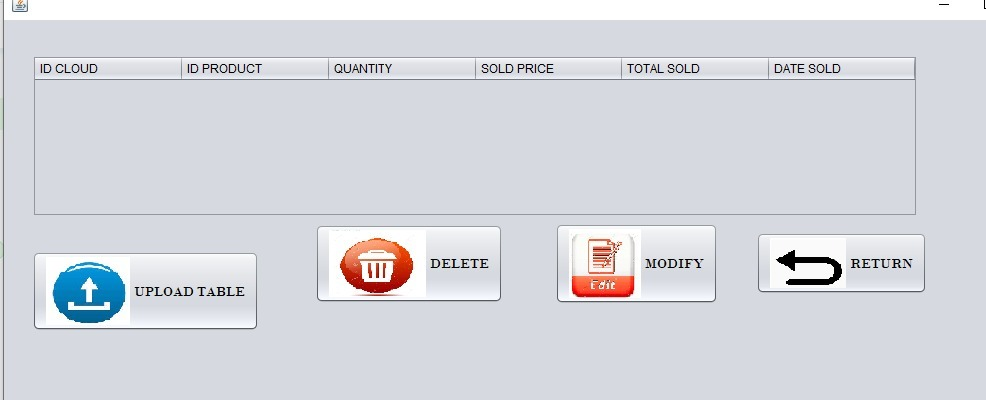 ID CLOUD ID PRODUCT QUANTITY SOLD PRICE TOTAL SOLD DATE SOLD
UPLOAD TABLE
DELETE
Edit
MODIFY
RETURN